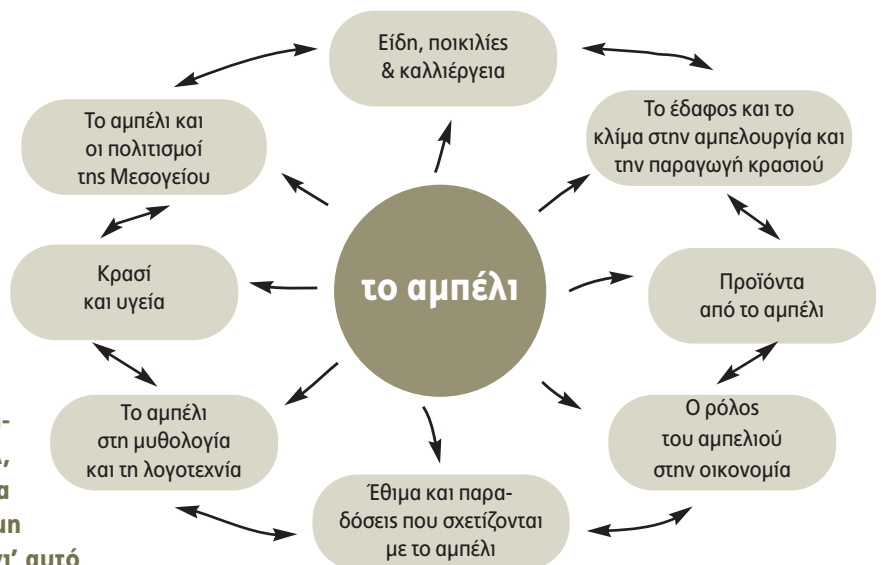 Είδη, ποικιλίες
& καλλιέργεια
Το έδαφος και το
κλίμα στην αμπελουργία και
την παραγωγή κρασιού
Προϊόντα
από το αμπέλι
Ο ρόλος
του αμπελιού
στην οικονομία
Έθιμα και παρα-
δόσεις που σχετίζονται
με το αμπέλι
Το αμπέλι
στη μυθολογία
και τη λογοτεχνία
Κρασί
και υγεία
Το αμπέλι και
οι πολιτισμοί
της Μεσογείου
το αμπέλι
γι’ αυτό